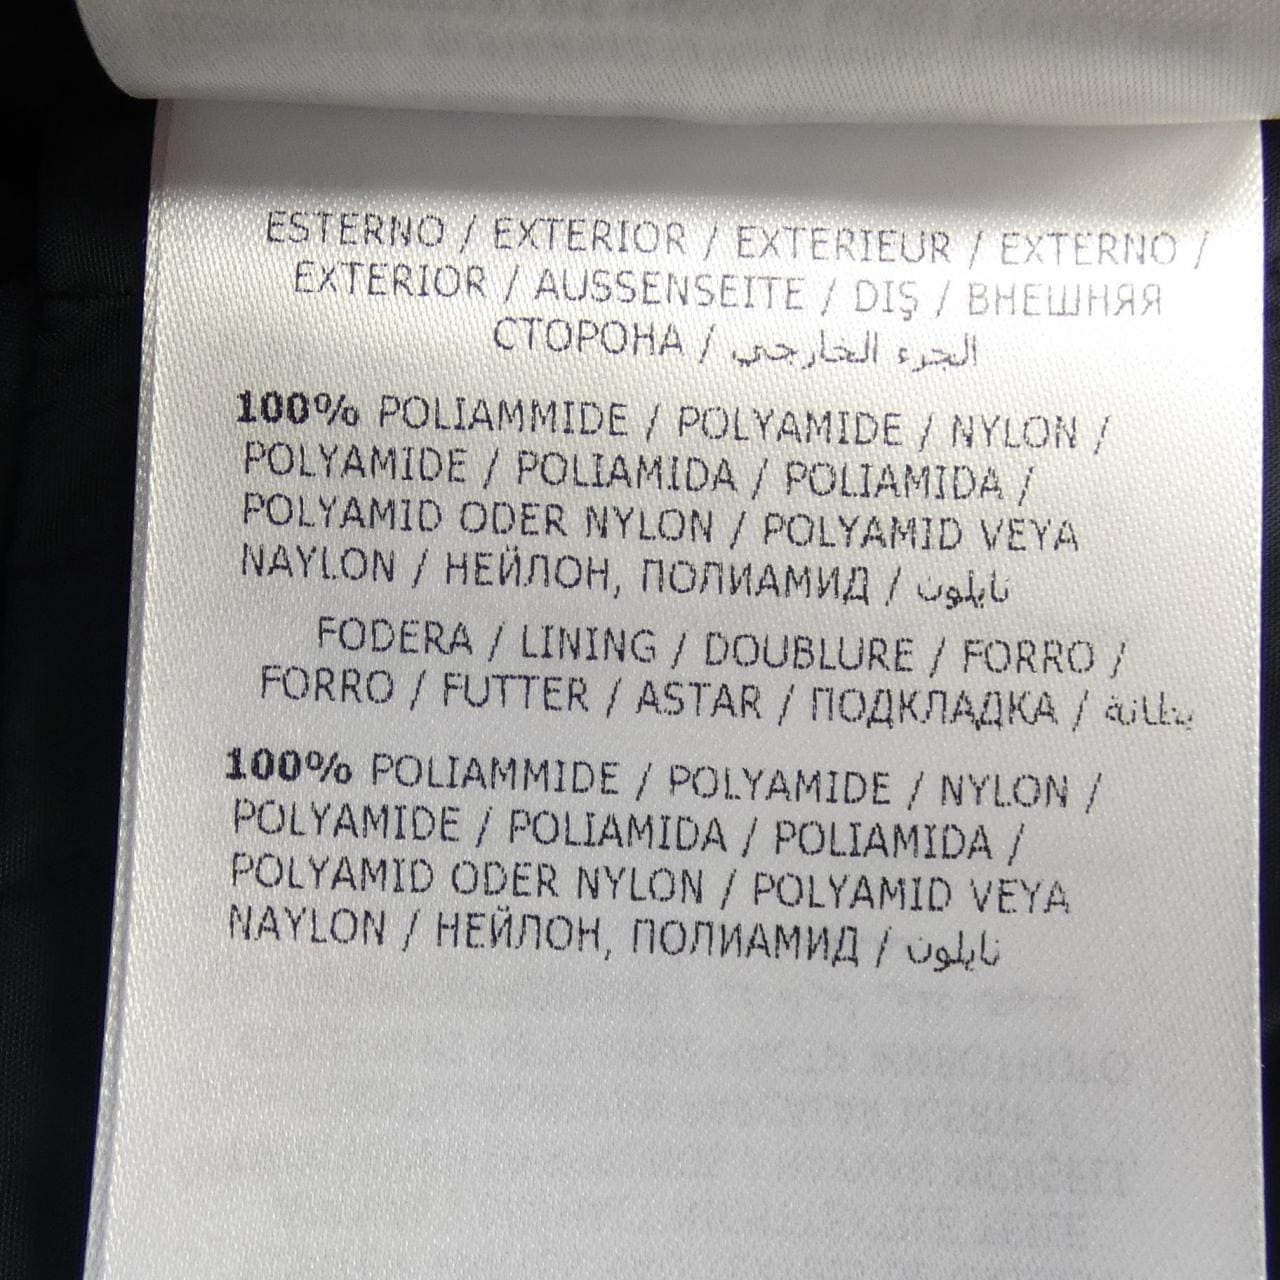 ESTERNO / EXTERIOR / EXTERIEUR / EXTERNO /
EXTERIOR / AUSSENSEITE / DIŞ / ВНЕШНЯЯ
СТОРОНА / الجزء الخارجي
100% POLIAMMIDE / POLYAMIDE / NYLON /
POLYAMIDE / POLIAMIDA / POLIAMIDA /
POLYAMID ODER NYLON / POLYAMID VEYA
NAYLON / НЕЙЛОН, ПОЛИАМИД / نايلون
FODERA / LINING / DOUBLURE / FORRO /
FORRO / FUTTER / ASTAR / ПОДКЛАДКА / بطانة
100% POLIAMMIDE / POLYAMIDE / NYLON /
POLYAMIDE / POLIAMIDA / POLIAMIDA /
POLYAMID ODER NYLON / POLYAMID VEYA
NAYLON / НЕЙЛОН, ПОЛИАМИД / نايلون